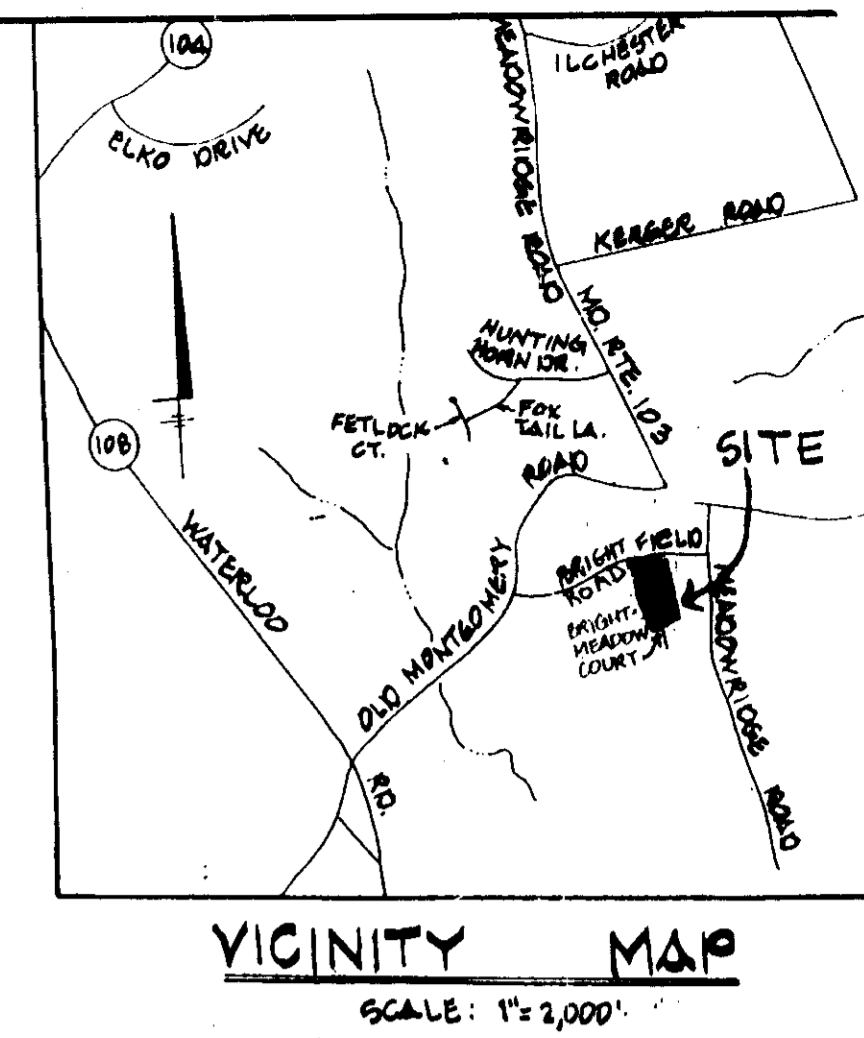 104
ELKO DRIVE
MEADOWRIDGE ROAD
ILCHESTER
ROAD
KERGER ROAD
MD. RTE. 103
HUNTING
HORN DR.
FETLOCK
CT.
FOX
TAIL LA.
108
WATERLOO
RD.
OLD MONTGOMERY
ROAD
SITE
BRIGHT FIELD
ROAD
BRIGHT-
MEADOW
COURT
MEADOWRIDGE ROAD
VICINITY MAP
SCALE: 1"= 2,000'